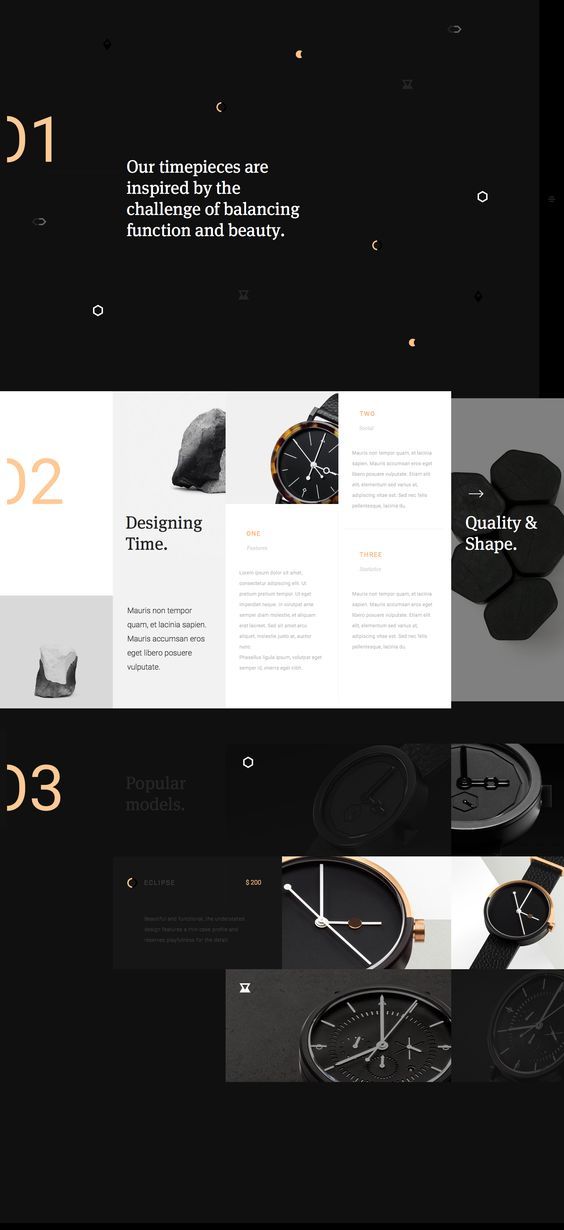 01
Our timepieces are
inspired by the
challenge of balancing
function and beauty.
02
Designing
Time.
Mauris non tempor
quam, et lacinia sapien.
Mauris accumsan eros
eget libero posuere
vulputate.
ONE
Features
Lorem ipsum dolor sit amet,
consectetur adipiscing elit. Ut
pretium pretium tempor. Ut eget
imperdiet neque. In volutpat ante
semper diam molestie, et aliquam
erat laoreet. Sed sit amet arcu
aliquet, molestie justo at, auctor
nunc.
Phasellus ligula ipsum, volutpat eget
semper id, viverra eget nibh.
TWO
Social
Mauris non tempor quam, et lacinia
sapien. Mauris accumsan eros eget
libero posuere vulputate. Etiam elit
elit, elementum sed varius at,
adipiscing vitae est. Sed nec felis
pellentesque, lacinia du.
THREE
Statistics
Mauris non tempor quam, et lacinia
sapien. Mauris accumsan eros eget
libero posuere vulputate. Etiam elit
elit, elementum sed varius at,
adipiscing vitae est. Sed nec felis
pellentesque, lacinia du.
Quality &
Shape.
03
Popular
models.
ECLIPSE
$ 200
Beautiful and functional, the understated
design features a thin case profile and
reserves playfulness for the detail.